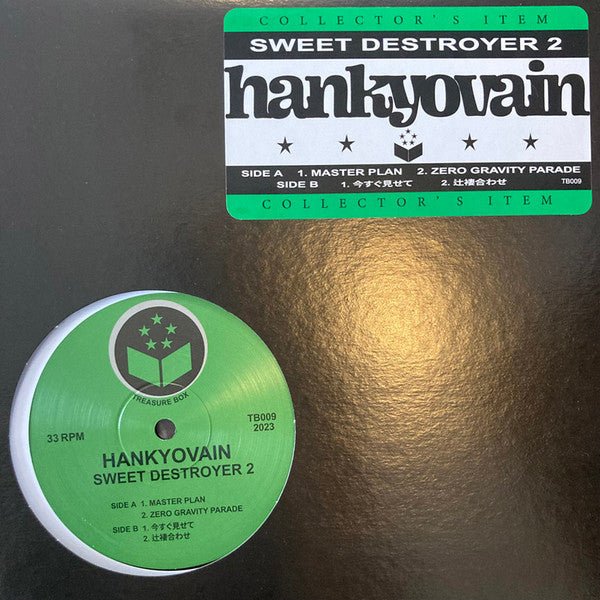 COLLECTOR'S ITEM
SWEET DESTROYER 2
hankyovain
SIDE A 1. MASTER PLAN 2. ZERO GRAVITY PARADE
SIDE B 1. 今すぐ見せて 2. 辻褄合わせ TB009
COLLECTOR'S ITEM
TREASURE BOX
33 RPM
TB009
2023
HANKYOVAIN
SWEET DESTROYER 2
SIDE A 1. MASTER PLAN
2. ZERO GRAVITY PARADE
SIDE B 1. 今すぐ見せて
2. 辻褄合わせ